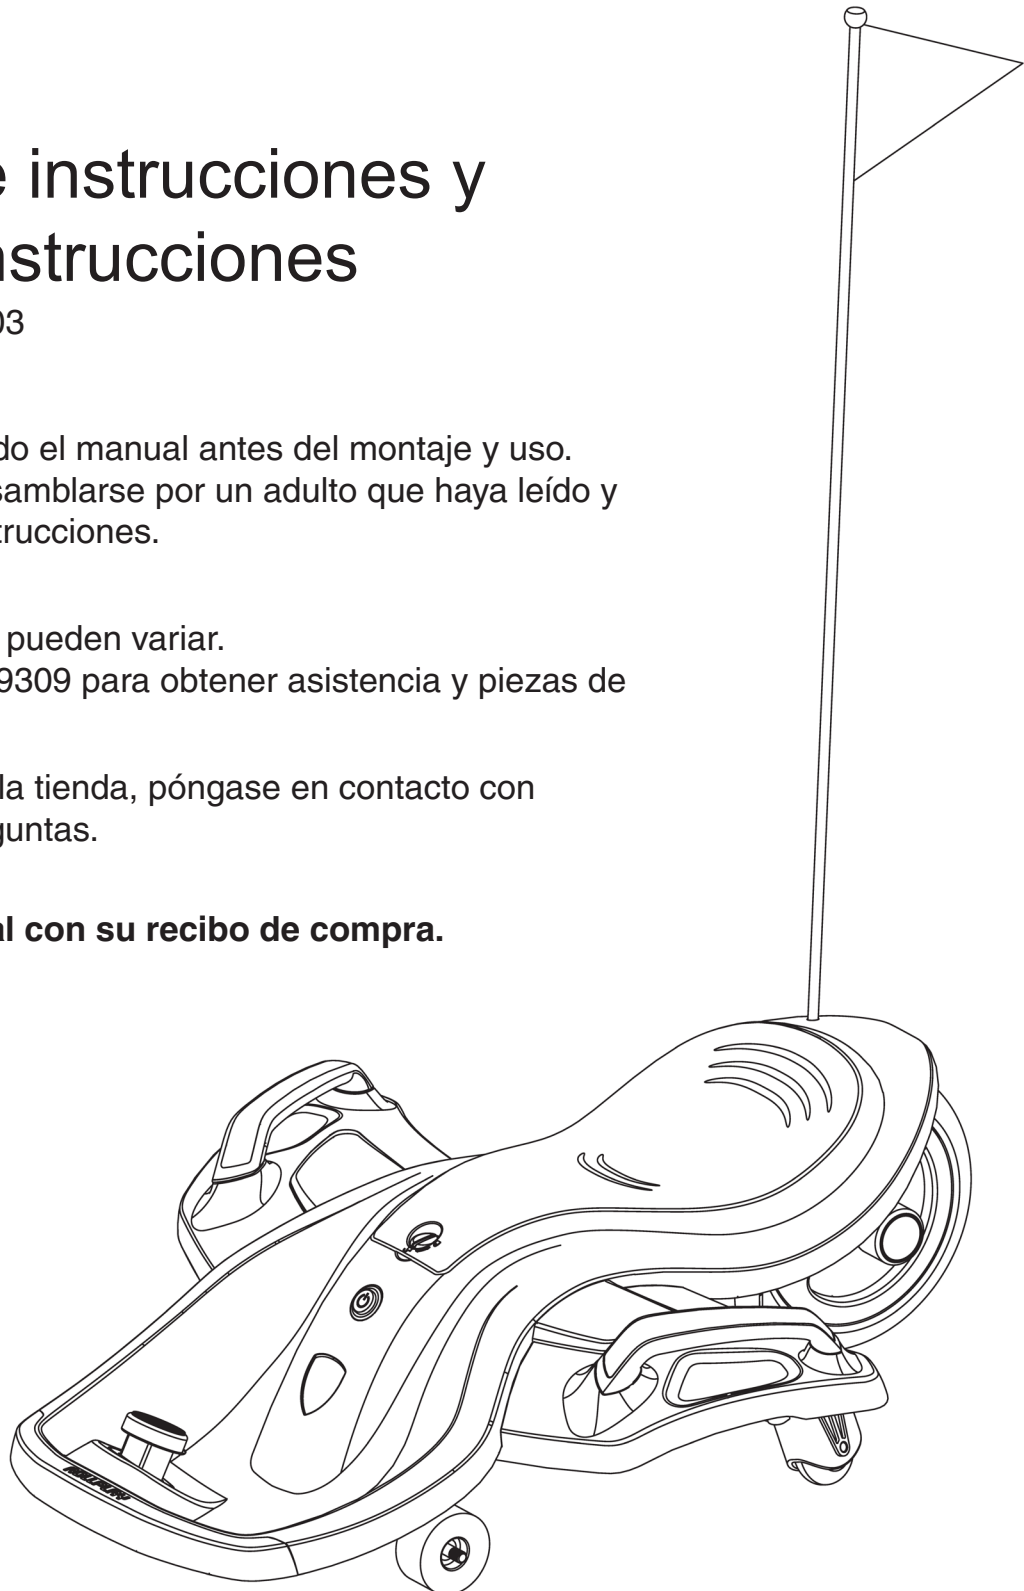 e instrucciones y
nstrucciones
03
do el manual antes del montaje y uso.
samblarse por un adulto que haya leído y
trucciones.
pueden variar.
9309 para obtener asistencia y piezas de
la tienda, póngase en contacto con
guntas.
al con su recibo de compra.
ROLLPLAY